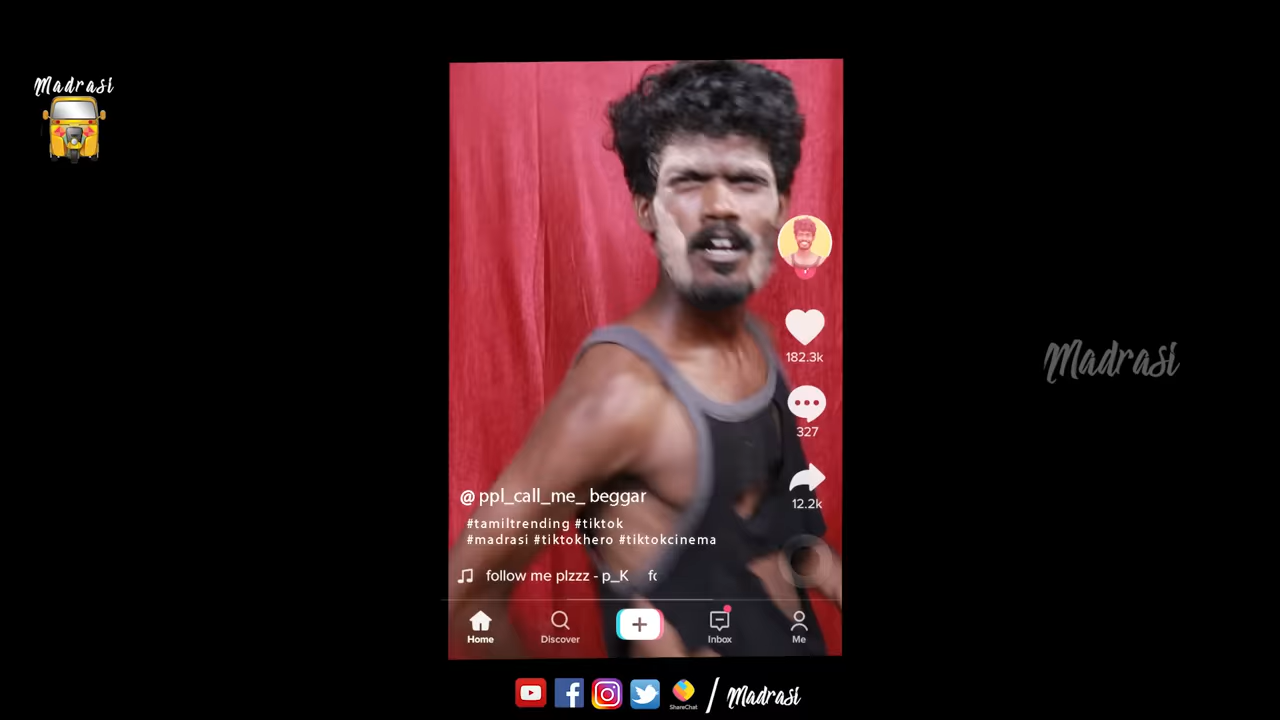 Madrasi
182.3k
327
12.2k
Madrasi
@ ppl_call_me_ beggar
#tamiltrending #tiktok
#madrasi #tiktokhero #tiktokcinema
follow me plzzz - p_K fo
Home
Discover
Inbox
Me
ShareChat
/ Madrasi